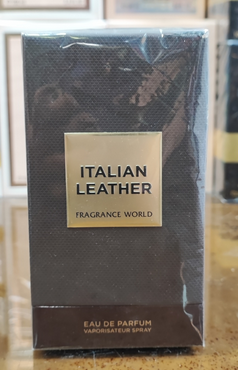 ITALIAN
LEATHER
FRAGRANCE WORLD
EAU DE PARFUM
VAPORISATEUR SPRAY